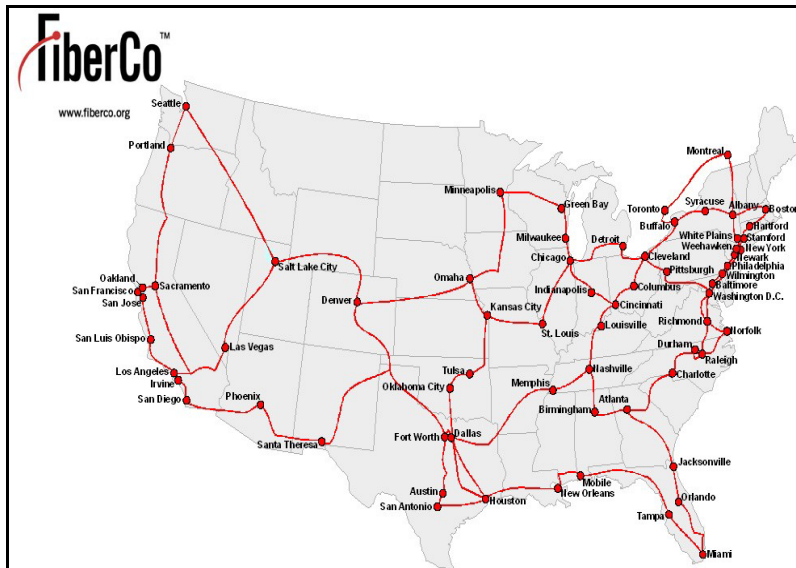 FiberCo™
www.fiberco.org
Seattle
Portland
Montreal
Minneapolis
Green Bay
Toronto
Syracuse
Albany
Boston
Buffalo
Hartford
White Plains
Stamford
Weehawken
New York
Newark
Milwaukee
Detroit
Chicago
Cleveland
Philadelphia
Pittsburgh
Wilmington
Salt Lake City
Oakland
Sacramento
San Francisco
San Jose
Omaha
Denver
Indianapolis
Columbus
Baltimore
Washington D.C.
Cincinnati
Kansas City
St. Louis
Louisville
Richmond
Norfolk
San Luis Obispo
Las Vegas
Durham
Raleigh
Los Angeles
Irvine
Tulsa
Nashville
Charlotte
Oklahoma City
Memphis
San Diego
Phoenix
Birmingham
Atlanta
Santa Theresa
Fort Worth
Dallas
Jacksonville
Austin
San Antonio
Houston
Mobile
New Orleans
Orlando
Tampa
Miami